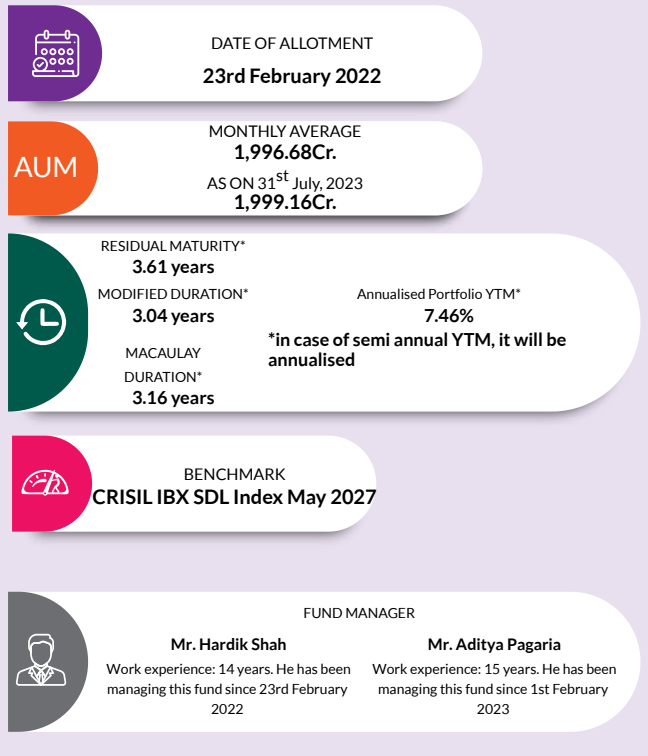 DATE OF ALLOTMENT
23rd February 2022
AUM
MONTHLY AVERAGE
1,996.68Cr.
AS ON 31st July, 2023
1,999.16Cr.
RESIDUAL MATURITY*
3.61 years
MODIFIED DURATION*
3.04 years
MACAULAY
DURATION*
3.16 years
Annualised Portfolio YTM*
7.46%
*in case of semi annual YTM, it will be
annualised
BENCHMARK
CRISIL IBX SDL Index May 2027
FUND MANAGER
Mr. Hardik Shah
Work experience: 14 years. He has been
managing this fund since 23rd February
2022
Mr. Aditya Pagaria
Work experience: 15 years. He has been
managing this fund since 1st February
2023